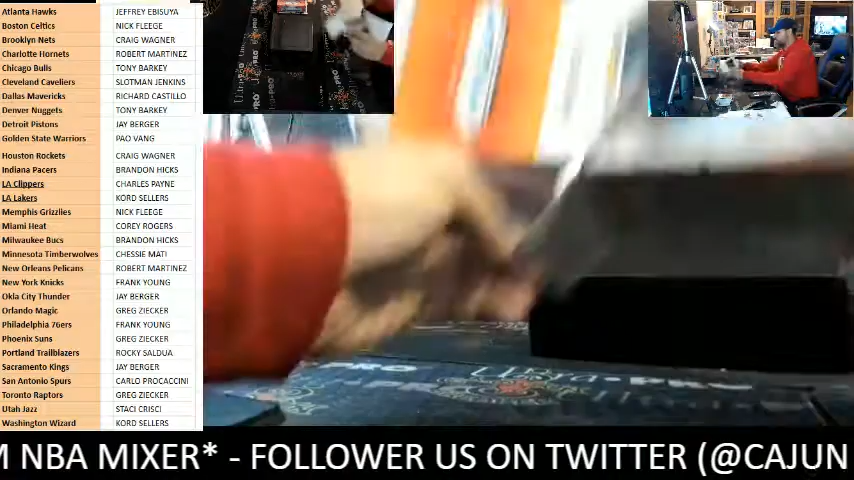 Atlanta Hawks JEFFREY EBISUYA
Boston Celtics NICK FLEEGE
Brooklyn Nets CRAIG WAGNER
Charlotte Hornets ROBERT MARTINEZ
Chicago Bulls TONY BARKEY
Cleveland Cavaliers SLOTMAN JENKINS
Dallas Mavericks RICHARD CASTILLO
Denver Nuggets TONY BARKEY
Detroit Pistons JAY BERGER
Golden State Warriors PAO VANG
Houston Rockets CRAIG WAGNER
Indiana Pacers BRANDON HICKS
LA Clippers CHARLES PAYNE
LA Lakers KORD SELLERS
Memphis Grizzlies NICK FLEEGE
Miami Heat COREY ROGERS
Milwaukee Bucs BRANDON HICKS
Minnesota Timberwolves CHESSIE MATI
New Orleans Pelicans ROBERT MARTINEZ
New York Knicks FRANK YOUNG
Okla City Thunder JAY BERGER
Orlando Magic GREG ZIECKER
Philadelphia 76ers FRANK YOUNG
Phoenix Suns GREG ZIECKER
Portland Trailblazers ROCKY SALDUA
Sacramento Kings JAY BERGER
San Antonio Spurs CARLO PROCACCINI
Toronto Raptors GREG ZIECKER
Utah Jazz STACI CRISCI
Washington Wizard KORD SELLERS
PRO
M NBA MIXER* - FOLLOWER US ON TWITTER (@CAJUN